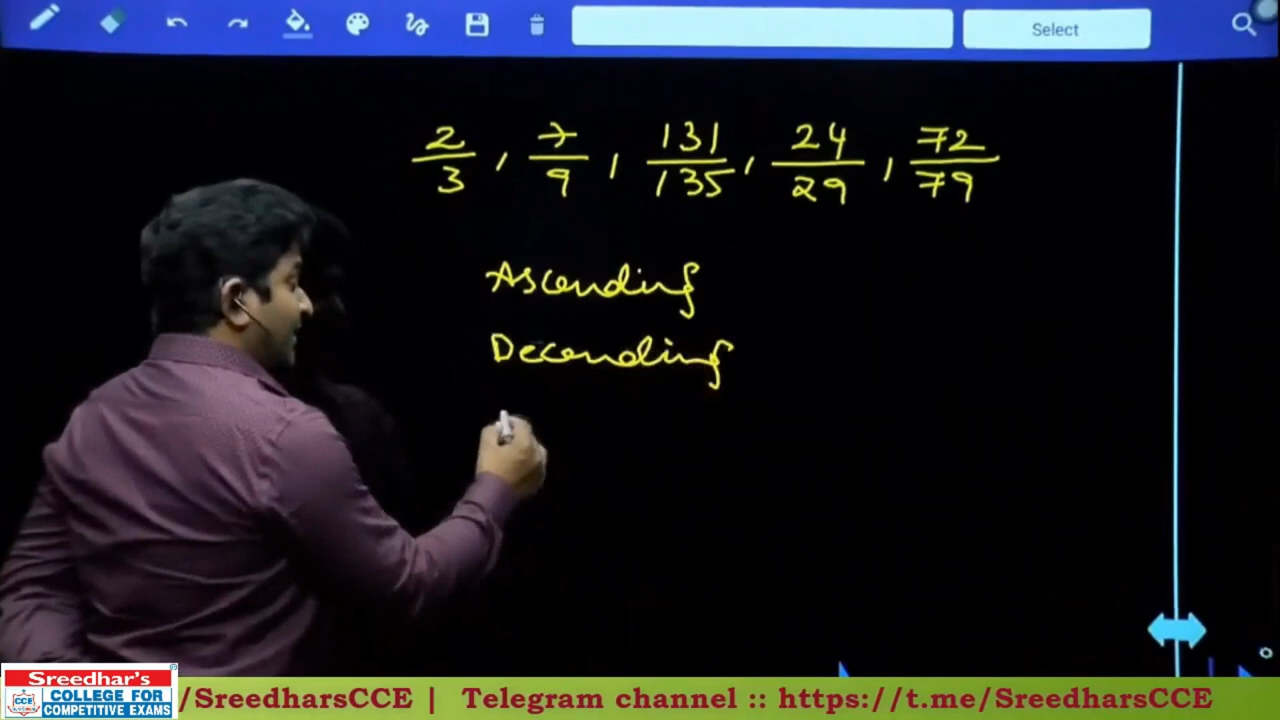 Select
2/3 , 7/9 , 131/135 , 24/29 , 72/79
Ascending
Decending
Sreedhar's
CCE
COLLEGE FOR
COMPETITIVE EXAMS
/SreedharsCCE | Telegram channel :: https://t.me/SreedharsCCE